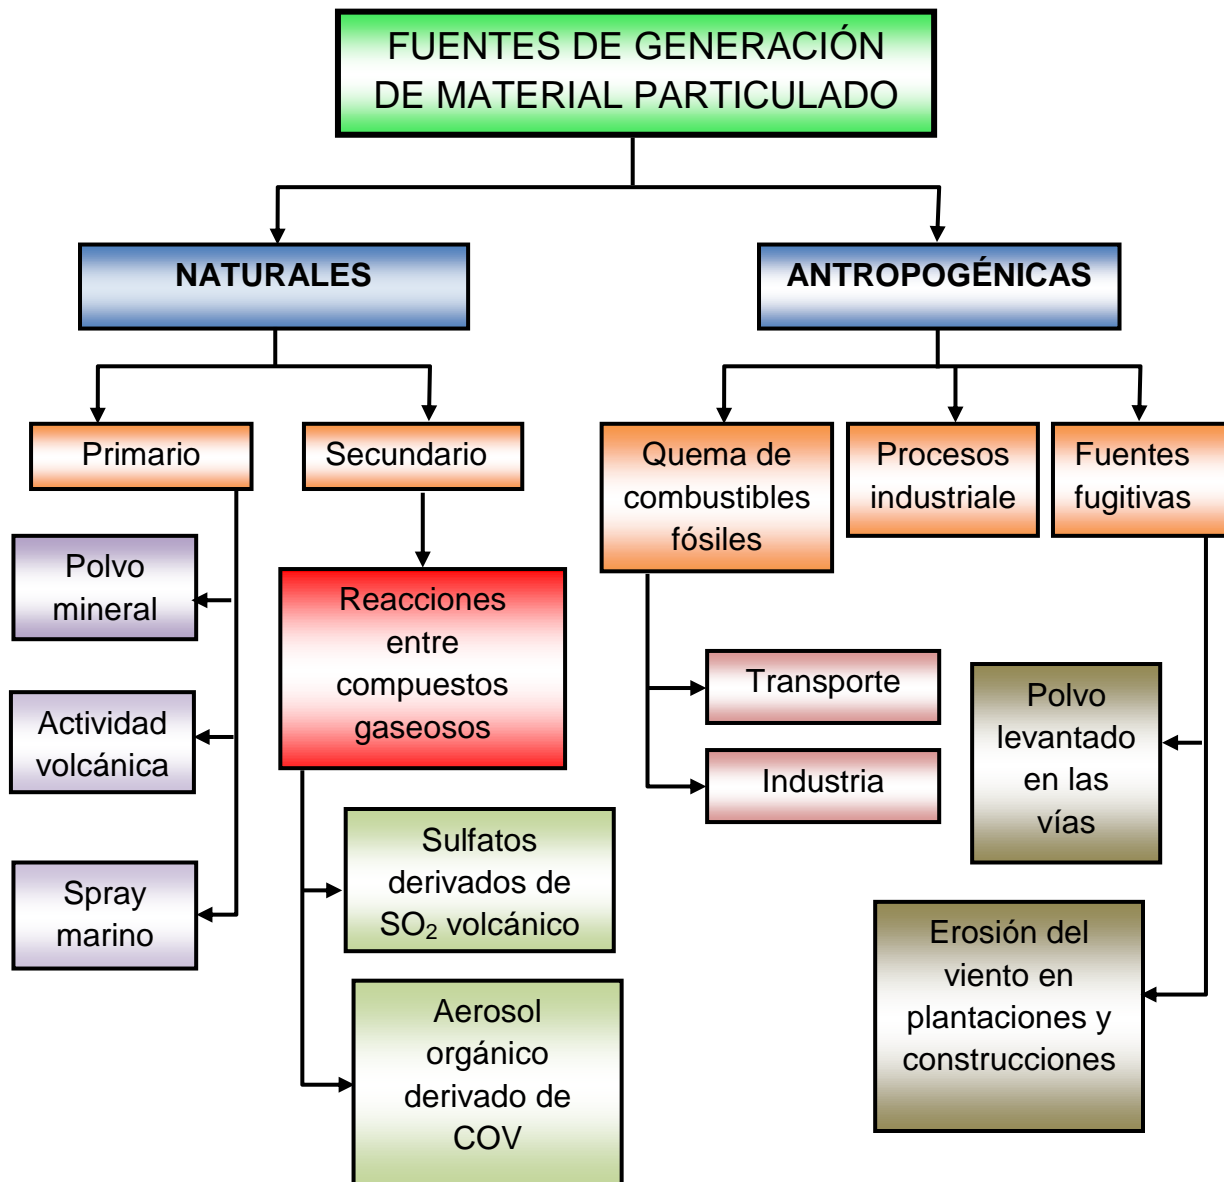 FUENTES DE GENERACIÓN
DE MATERIAL PARTICULADO
NATURALES
ANTROPOGÉNICAS
Primario
Secundario
Quema de
combustibles
fósiles
Procesos
industriale
Fuentes
fugitivas
Polvo
mineral
Actividad
volcánica
Spray
marino
Reacciones
entre
compuestos
gaseosos
Sulfatos
derivados de
SO₂ volcánico
Aerosol
orgánico
derivado de
COV
Transporte
Industria
Polvo
levantado
en las
vías
Erosión del
viento en
plantaciones y
construcciones